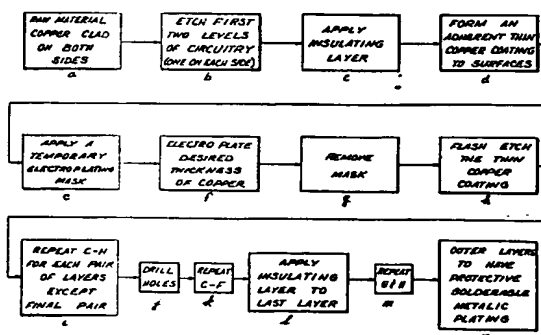 RAW MATERIAL
COPPER CLAD
ON BOTH
SIDES
a
ETCH FIRST
TWO LEVELS
OF CIRCUITRY
(ONE ON EACH SIDE)
b
APPLY
INSULATING
LAYER
c
FORM AN
ADHERENT THIN
COPPER COATING
TO SURFACES
d
APPLY A
TEMPORARY
ELECTROPLATING
MASK
e
ELECTRO PLATE
DESIRED
THICKNESS
OF COPPER
f
REMOVE
MASK
g
FLASH ETCH
THE THIN
COPPER
COATING
h
REPEAT C-H
FOR EACH PAIR
OF LAYERS
EXCEPT
FINAL PAIR
i
DRILL
HOLES
j
REPEAT
C-F
k
APPLY
INSULATING
LAYER TO
LAST LAYER
l
REPEAT
G & H
m
OUTER LAYERS
TO HAVE
PROTECTIVE
SOLDERABLE
METALIC
PLATING
n